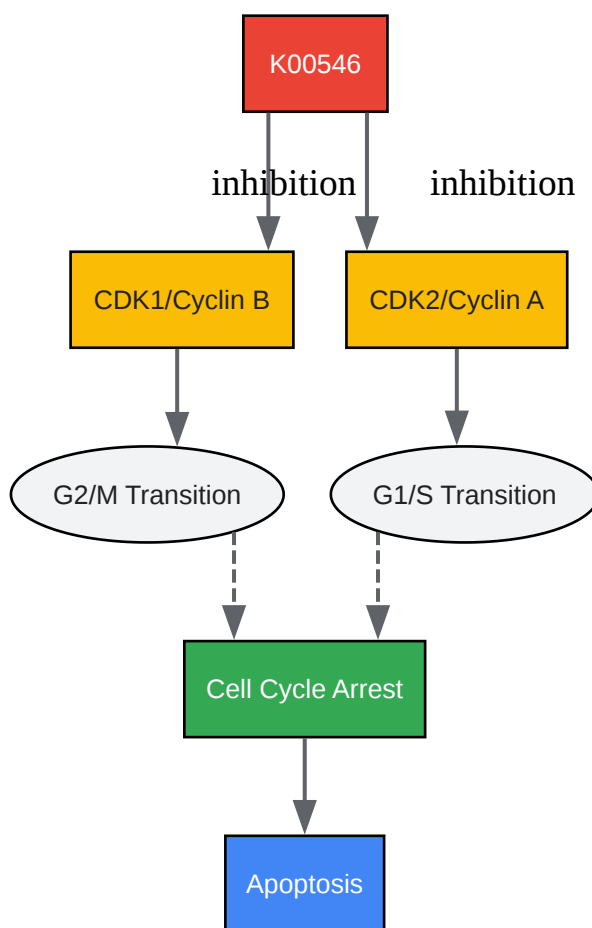 K00546
inhibition
inhibition
CDK1/Cyclin B
CDK2/Cyclin A
G2/M Transition
G1/S Transition
Cell Cycle Arrest
Apoptosis